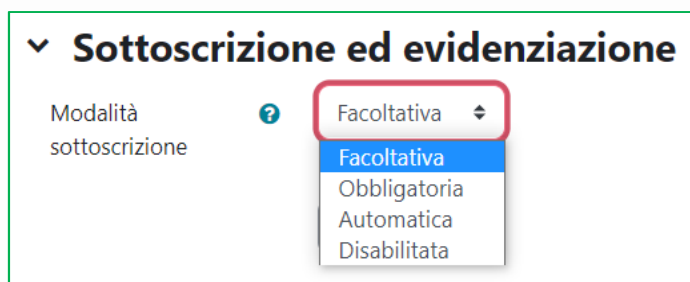 Sottoscrizione ed evidenziazione
Modalità
sottoscrizione
?
Facoltativa
Facoltativa
Obbligatoria
Automatica
Disabilitata